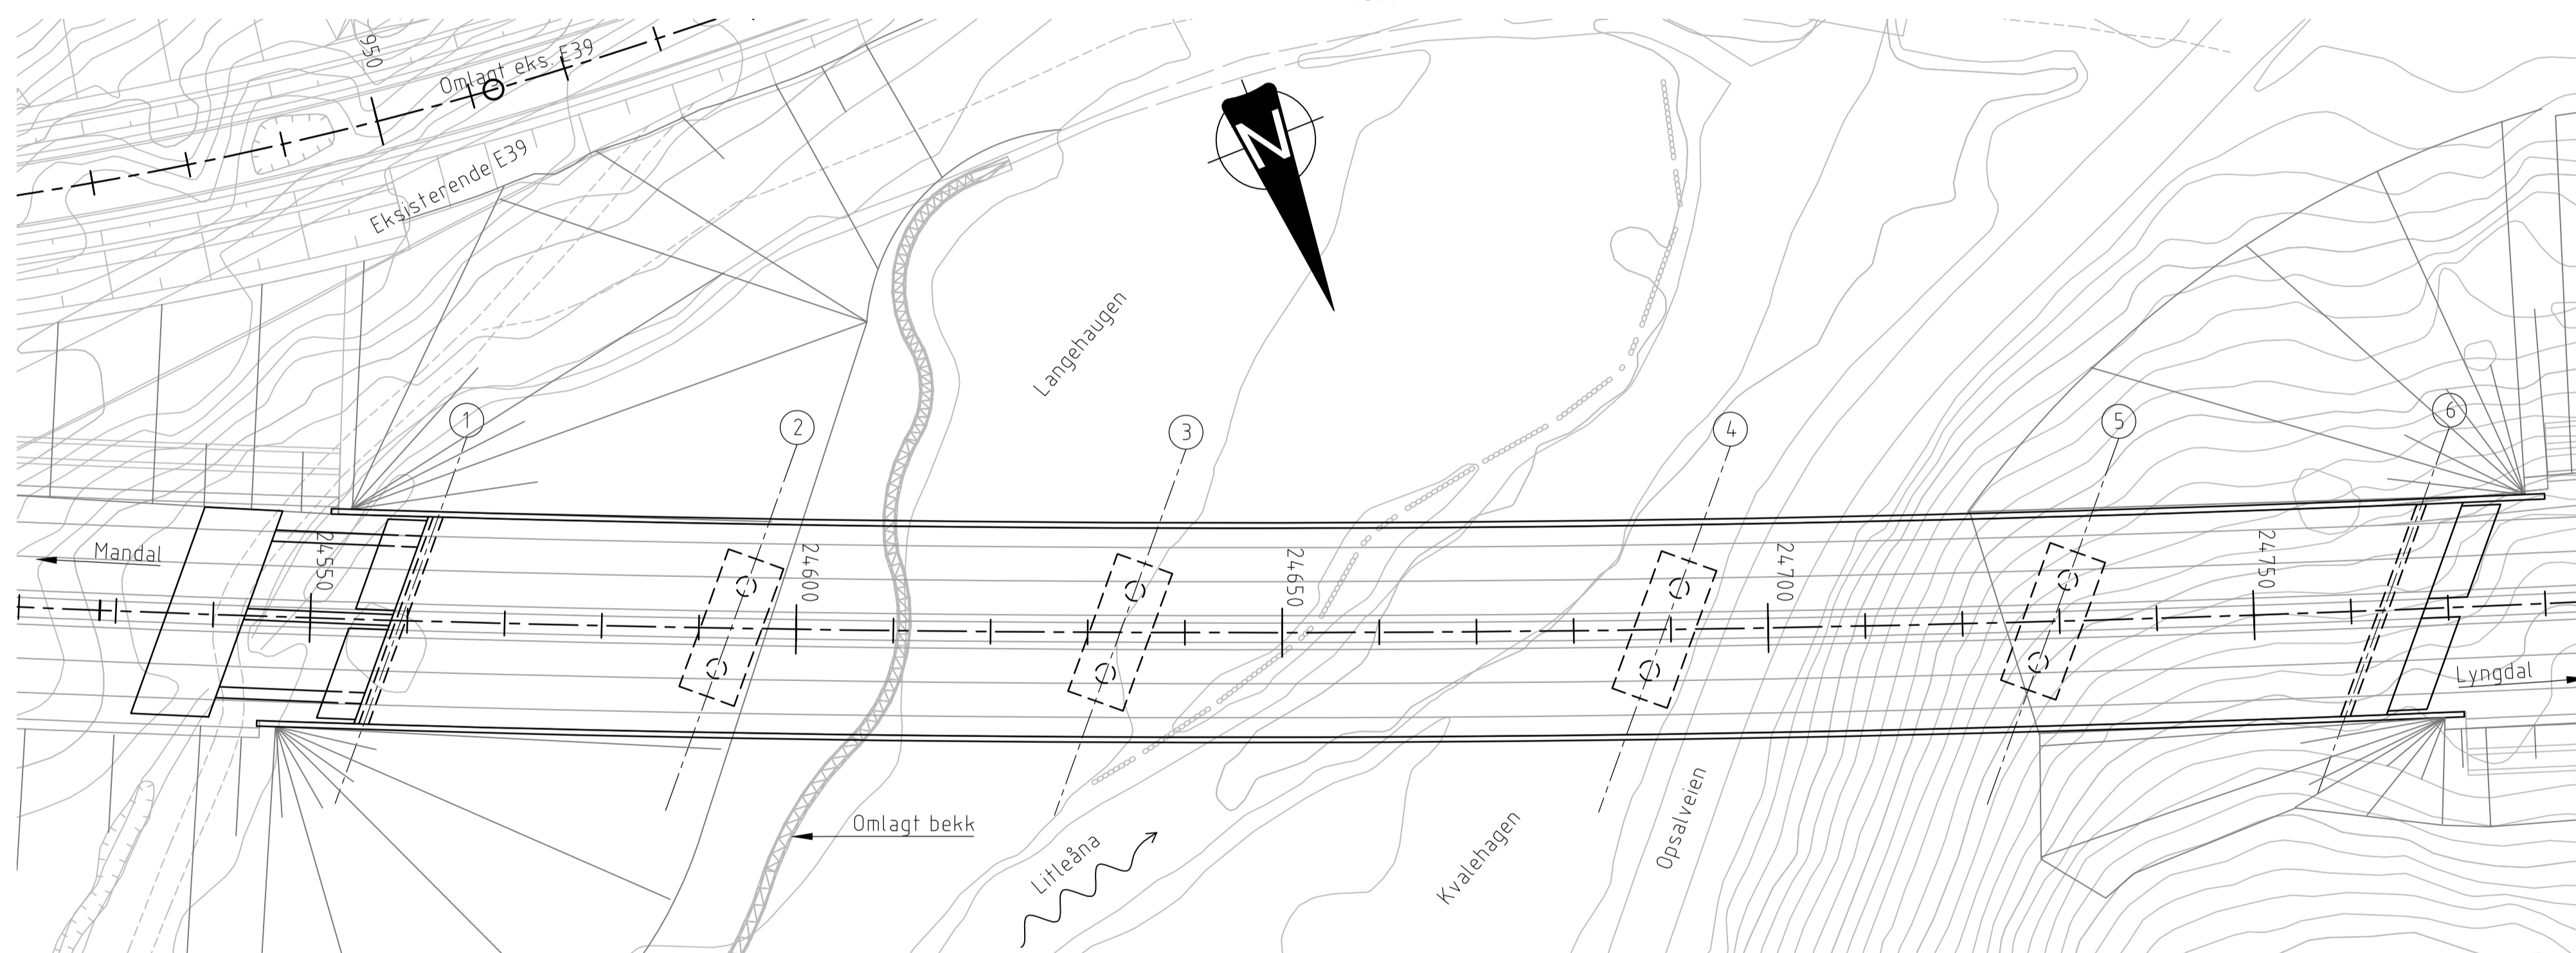 950
Omlagt eks. E39
Eksisterende E39
N
Langehaugen
1
2
3
4
5
6
Mandal
24550
24600
24650
24700
24750
Lyngdal
Omlagt bekk
Litleåna
Kvalehagen
Opsalveien